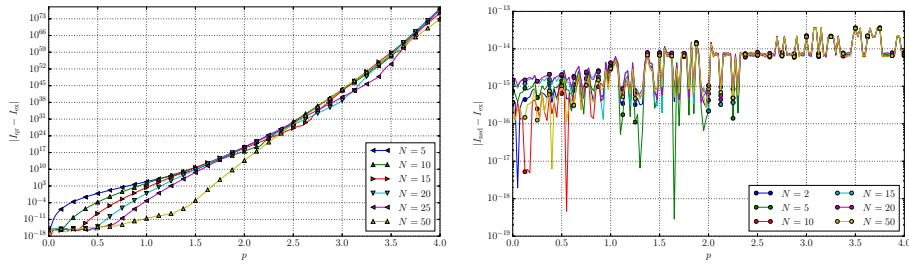 |I_qr − I_ex|
10^73
10^66
10^59
10^52
10^45
10^38
10^31
10^24
10^17
10^10
10^3
10^−4
10^−11
10^−18
0.0 0.5 1.0 1.5 2.0 2.5 3.0 3.5 4.0
p
N = 5
N = 10
N = 15
N = 20
N = 25
N = 50
|I_nsd − I_ex|
10^−13
10^−14
10^−15
10^−16
10^−17
10^−18
10^−19
0.0 0.5 1.0 1.5 2.0 2.5 3.0 3.5 4.0
p
N = 2 N = 15
N = 5 N = 20
N = 10 N = 50